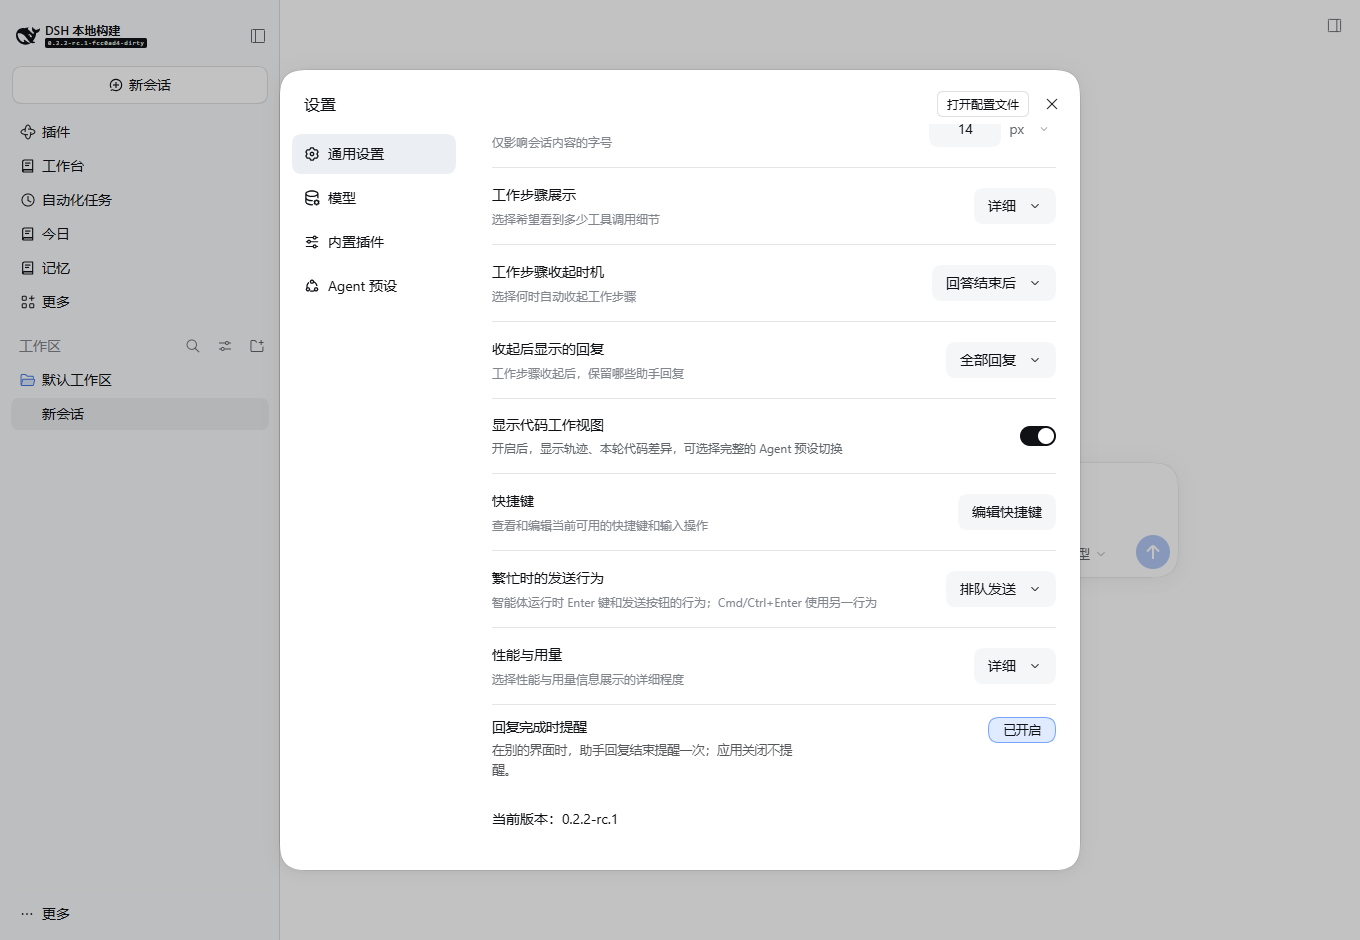 DSH 本地构建
0.2.2-rc.1-fcc0ad4-dirty
新会话
插件
工作台
自动化任务
今日
记忆
更多
工作区
默认工作区
新会话
更多
设置
打开配置文件
通用设置
模型
内置插件
Agent 预设
仅影响会话内容的字号
14 px
工作步骤展示
选择希望看到多少工具调用细节
详细
工作步骤收起时机
选择何时自动收起工作步骤
回答结束后
收起后显示的回复
工作步骤收起后，保留哪些助手回复
全部回复
显示代码工作视图
开启后，显示轨迹、本轮代码差异，可选择完整的 Agent 预设切换
快捷键
查看和编辑当前可用的快捷键和输入操作
编辑快捷键
繁忙时的发送行为
智能体运行时 Enter 键和发送按钮的行为；Cmd/Ctrl+Enter 使用另一行为
排队发送
性能与用量
选择性能与用量信息展示的详细程度
详细
回复完成时提醒
在别的界面时，助手回复结束提醒一次；应用关闭不提
醒。
已开启
当前版本：0.2.2-rc.1
型